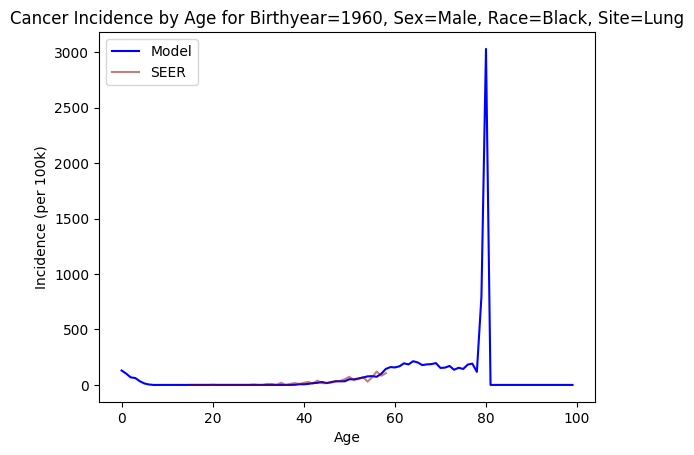 Cancer Incidence by Age for Birthyear=1960, Sex=Male, Race=Black, Site=Lung
Model
SEER
3000
2500
2000
1500
1000
500
0
Incidence (per 100k)
0 20 40 60 80 100
Age